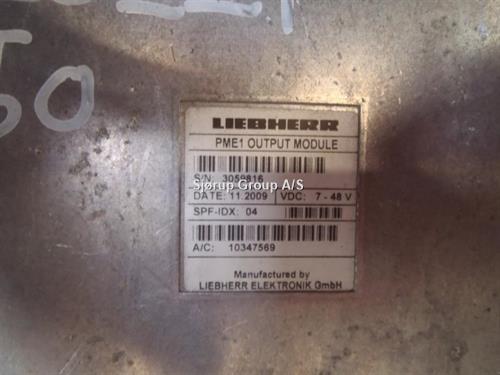 50
LIEBHERR
PME1 OUTPUT MODULE
S/N: 3059816
Sjørup Group A/S
DATE: 11.2009 VDC: 7 - 48 V
SPF-IDX: 04
A/C: 10347569
Manufactured by
LIEBHERR ELEKTRONIK GmbH